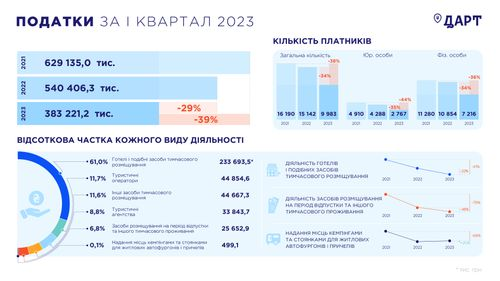 ПОДАТКИ ЗА І КВАРТАЛ 2023
ДАРТ
2021
629 135,0 тис.
2022
540 406,3 тис.
2023
383 221,2 тис.
-29%
-39%
КІЛЬКІСТЬ ПЛАТНИКІВ
Загальна кількість
Юр. особи
Фіз. особи
-38%
-34%
-44%
-35%
-36%
-34%
16 190
15 142
9 983
4 910
4 288
2 767
11 280
10 854
7 216
2021
2022
2023
2021
2022
2023
2021
2022
2023
ВІДСОТКОВА ЧАСТКА КОЖНОГО ВИДУ ДІЯЛЬНОСТІ
61,0%
Готелі і подібні засоби тимчасового
розміщування
233 693,5*
11,7%
Туристичні
оператори
44 854,6
11,6%
Інші засоби тимчасового
розміщування
44 667,3
8,8%
Туристичні
агентства
33 843,7
6,8%
Засоби розміщування на період відпустки
та іншого тимчасового проживання
25 652,9
0,1%
Надання місць кемпінгами та стоянками
для житлових автофургонів і причепів
499,1
ДІЯЛЬНІСТЬ ГОТЕЛІВ
І ПОДІБНИХ ЗАСОБІВ
ТИМЧАСОВОГО РОЗМІЩУВАННЯ
2021
2022
2023
ДІЯЛЬНІСТЬ ЗАСОБІВ РОЗМІЩУВАННЯ
НА ПЕРІОД ВІДПУСТКИ ТА ІНШОГО
ТИМЧАСОВОГО ПРОЖИВАННЯ
2021
2022
2023
НАДАННЯ МІСЦЬ КЕМПІНГАМИ
ТА СТОЯНКАМИ ДЛЯ ЖИТЛОВИХ
АВТОФУРГОНІВ І ПРИЧЕПІВ
2021
2022
2023
* ТИС. ГРН